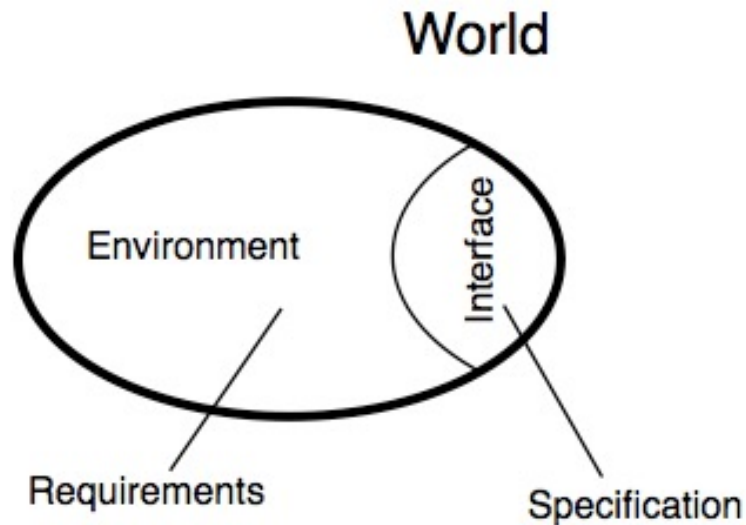 World
Environment
Interface
Requirements
Specification